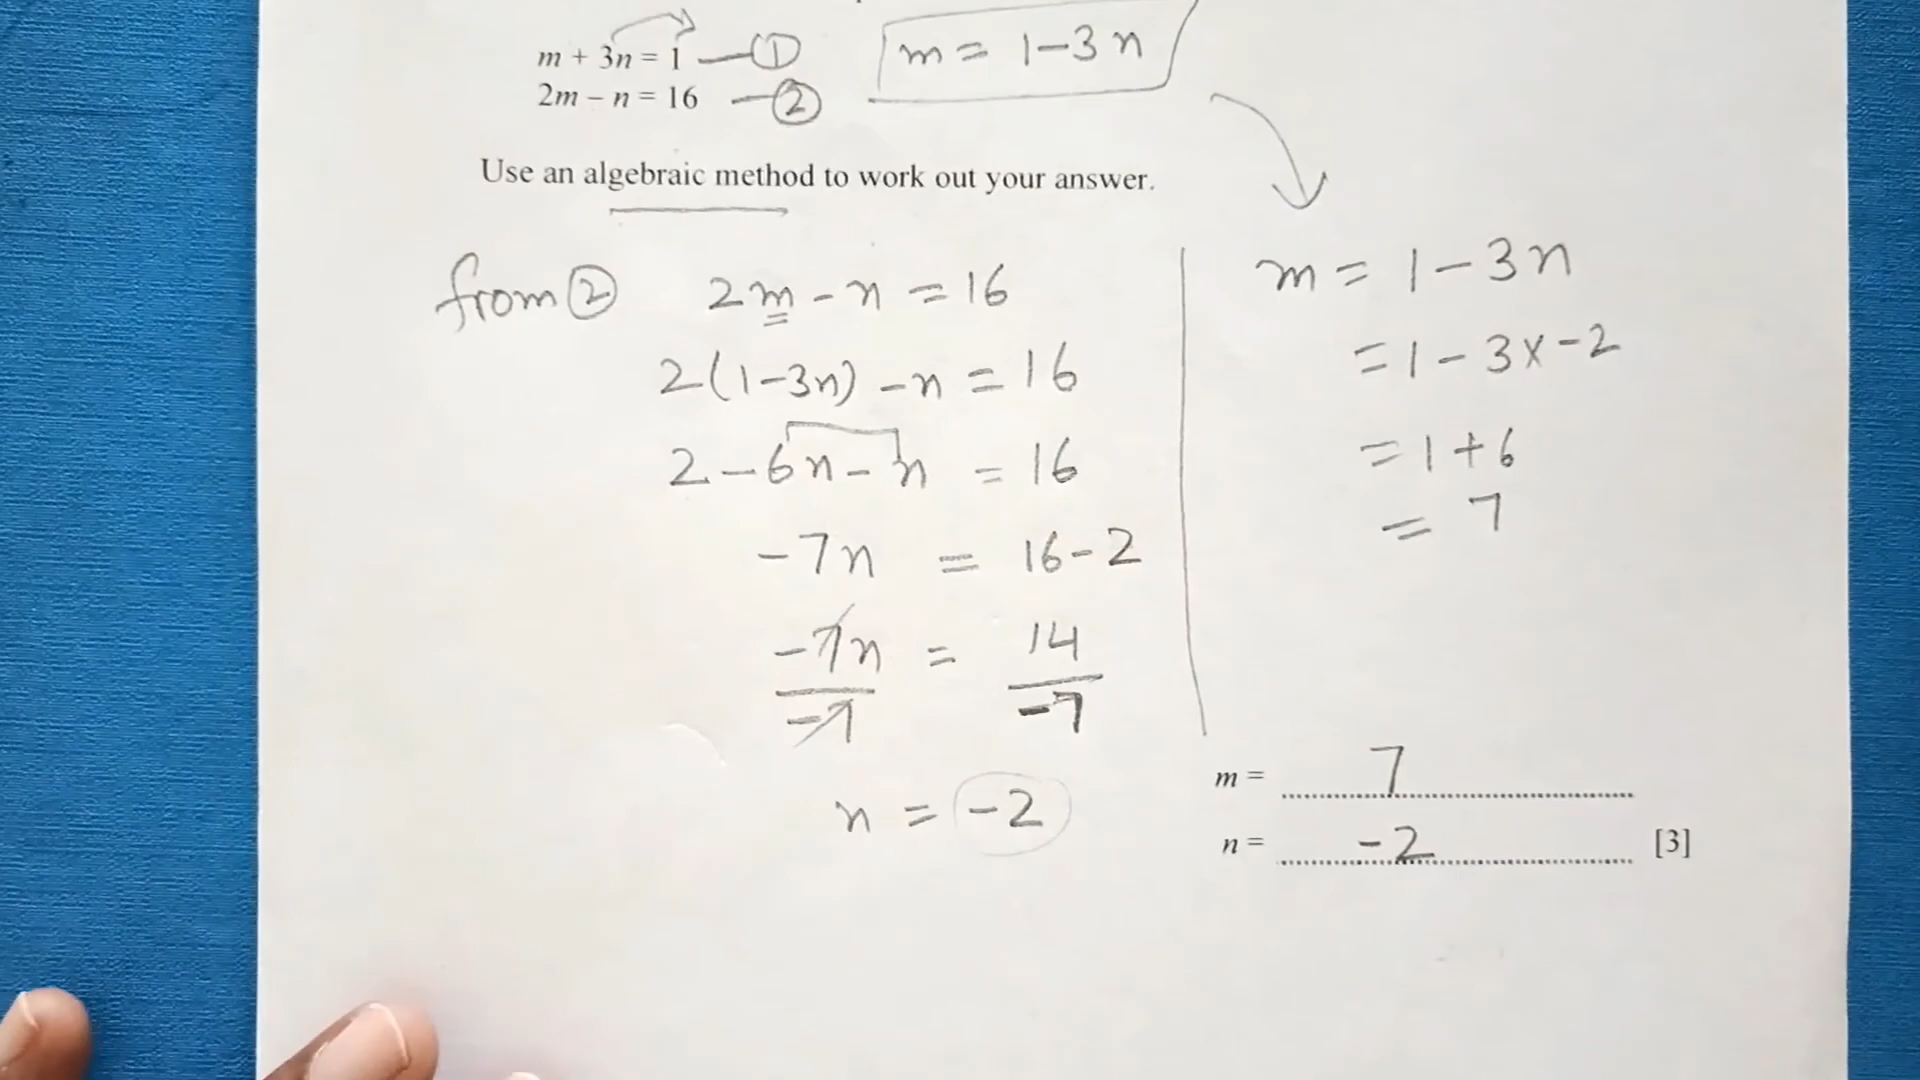 m + 3n = 1 — ①
m = 1-3n
2m – n = 16 — ②
Use an algebraic method to work out your answer.
from ② 2m - n = 16
2(1-3n) - n = 16
2 - 6n - n = 16
-7n = 16-2
-7n/-7 = 14/-7
n = -2
m = 1 - 3n
= 1 - 3x-2
= 1 + 6
= 7
m = 7
n = -2 [3]